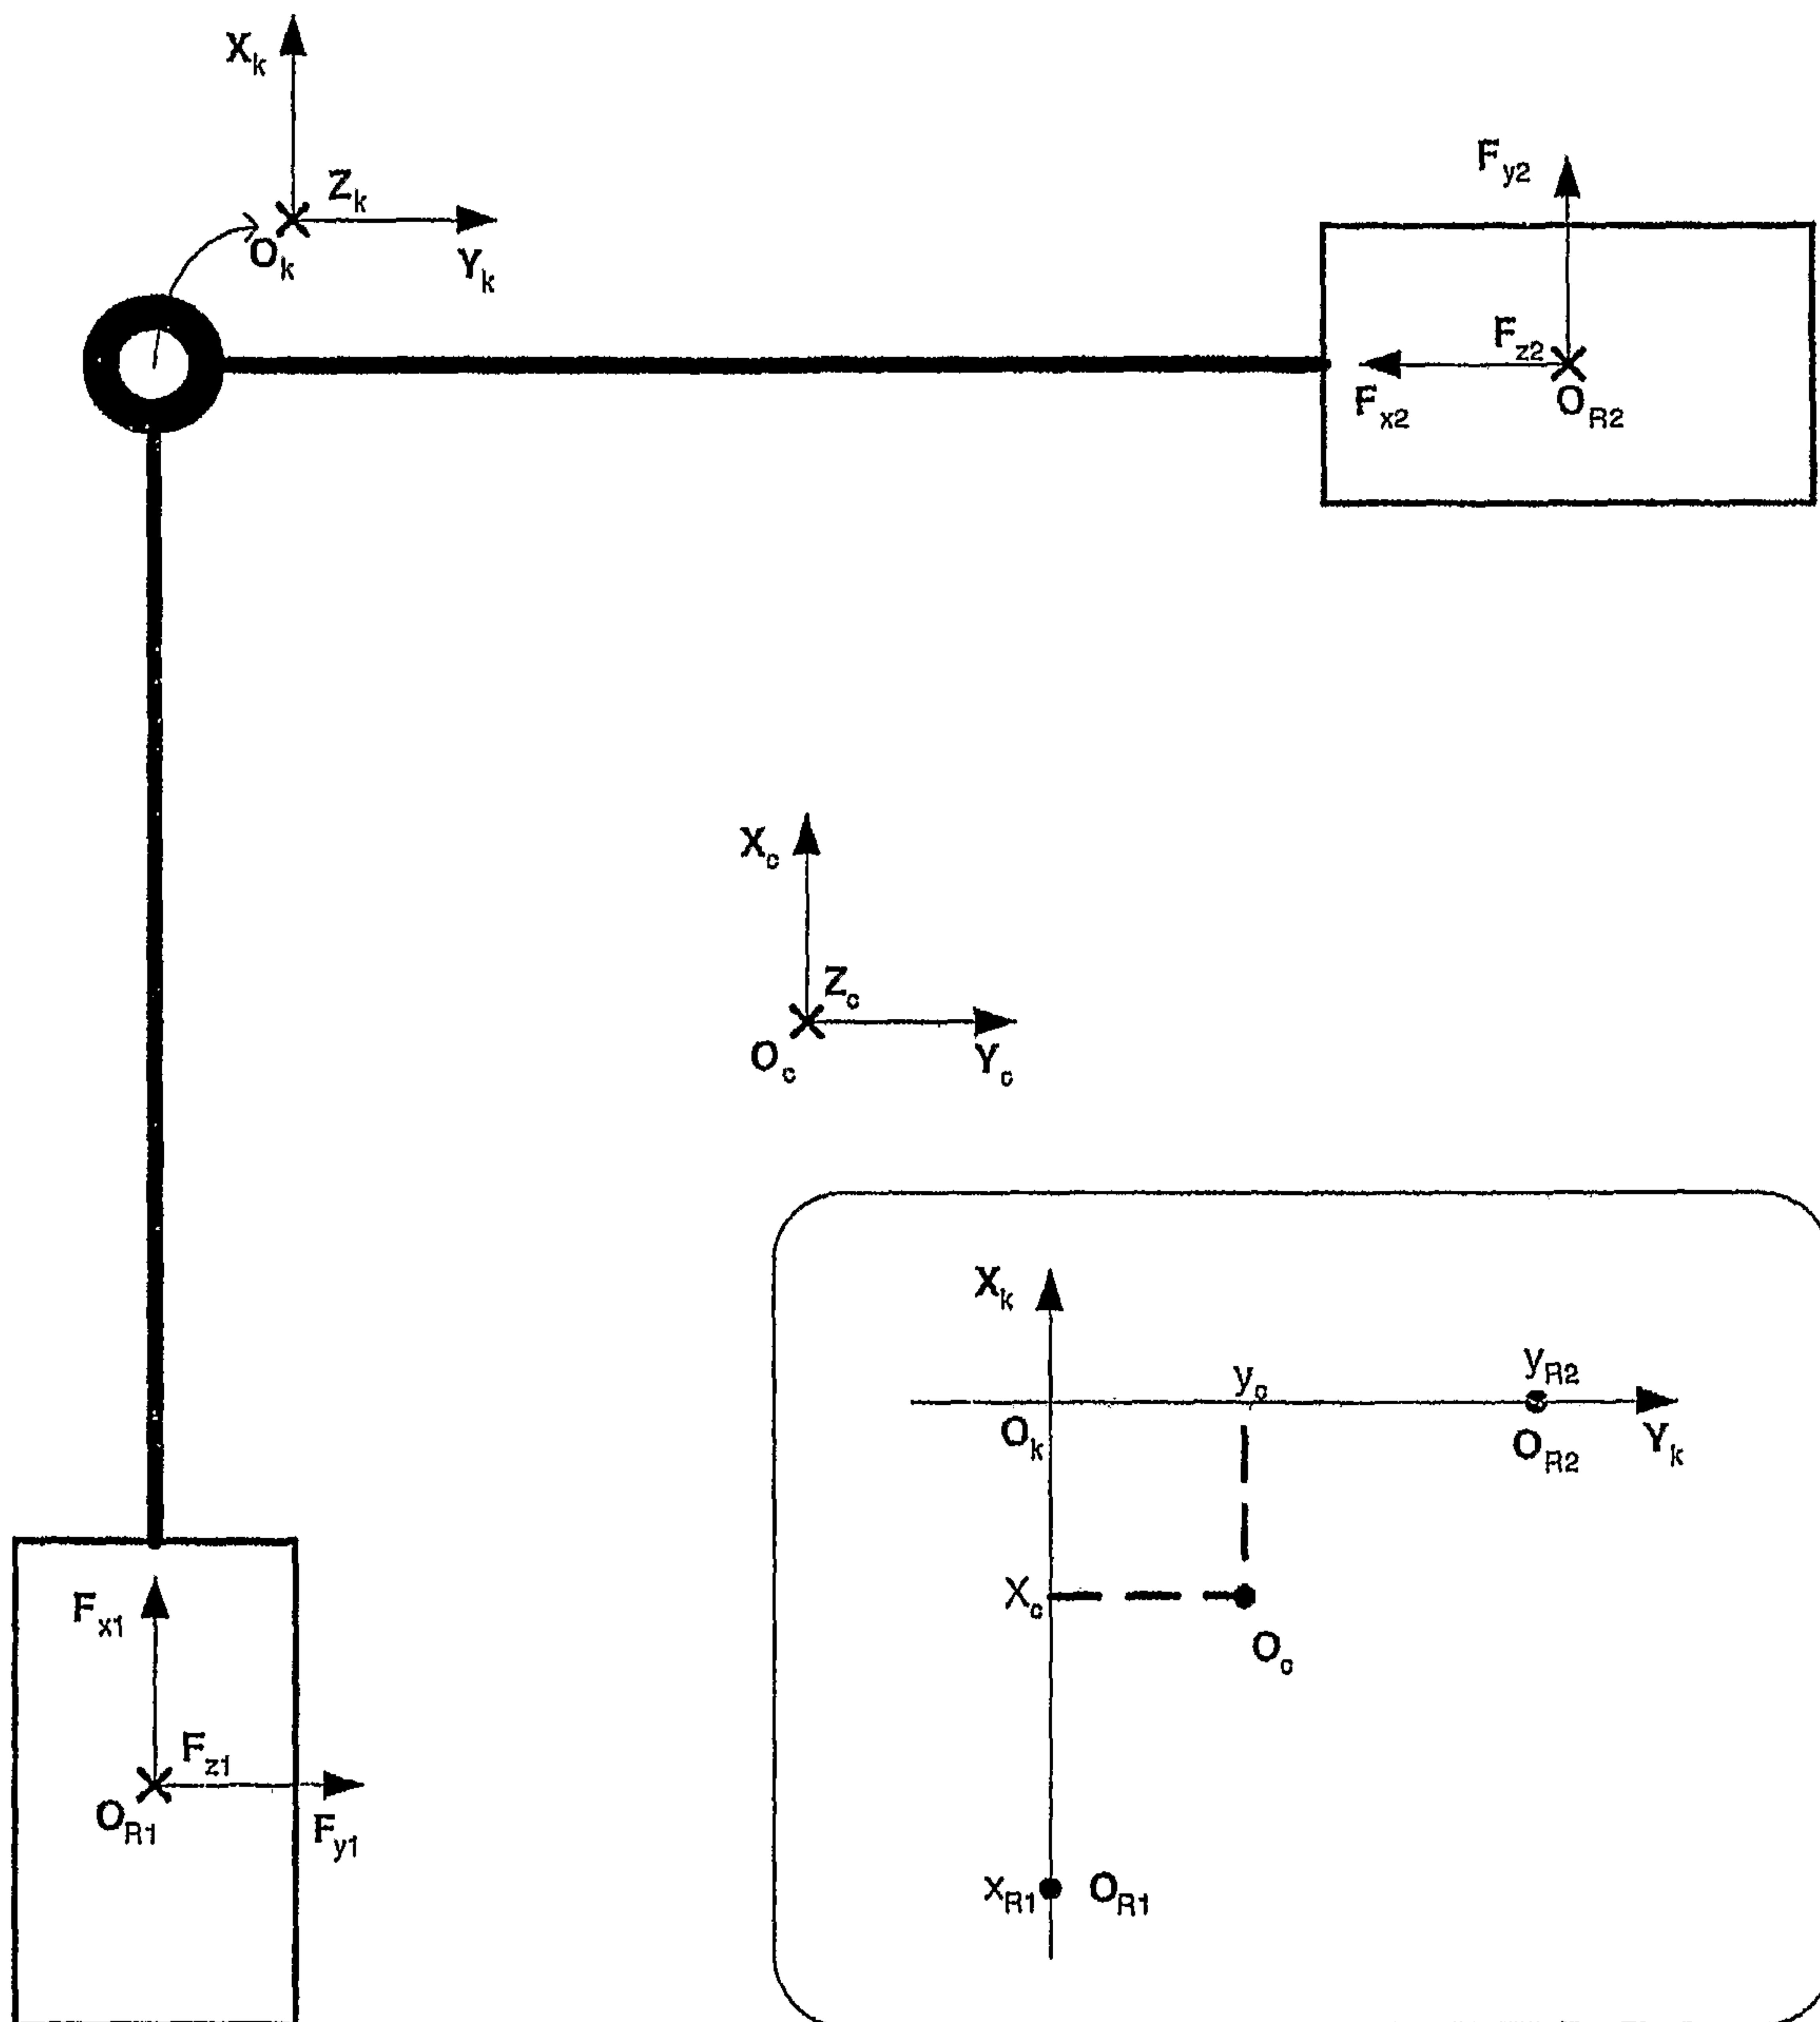 Xk
Zk
Ok
Yk
Fy2
Fz2
Fx2
OR2
Xc
Zc
Oc
Yc
Xk
yc
yR2
Ok
OR2
Yk
Xc
Oc
xR1
OR1
Fx1
Fz1
OR1
Fy1